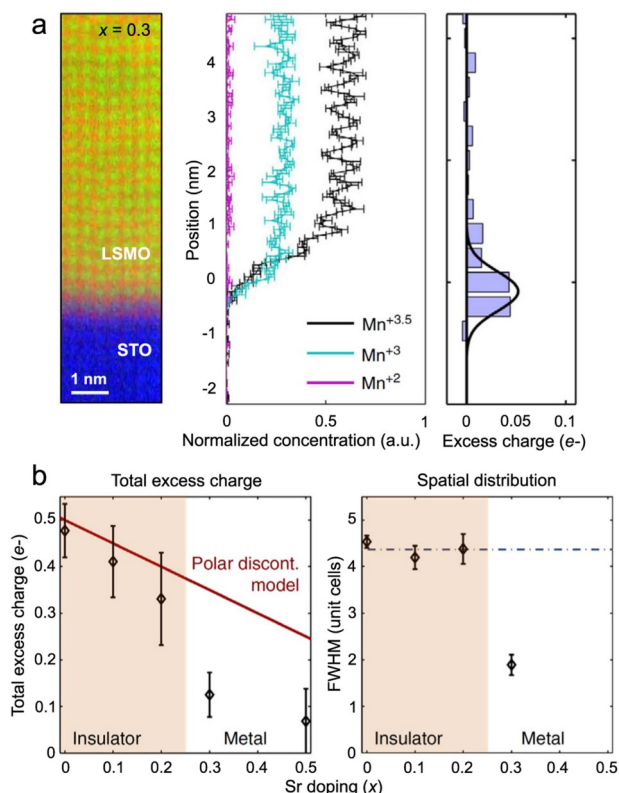 a
x = 0.3
LSMO
STO
1 nm
Position (nm)
4
3
2
1
0
-1
-2
Mn+3.5
Mn+3
Mn+2
0
0.5
1
Normalized concentration (a.u.)
0
0.05
0.1
Excess charge (e-)
b
Total excess charge
Total excess charge (e-)
0.5
0.4
0.3
0.2
0.1
0
Polar discont.
model
Insulator
Metal
0
0.1
0.2
0.3
0.4
0.5
Spatial distribution
FWHM (unit cells)
5
4
3
2
1
0
Insulator
Metal
0
0.1
0.2
0.3
0.4
0.5
Sr doping (x)